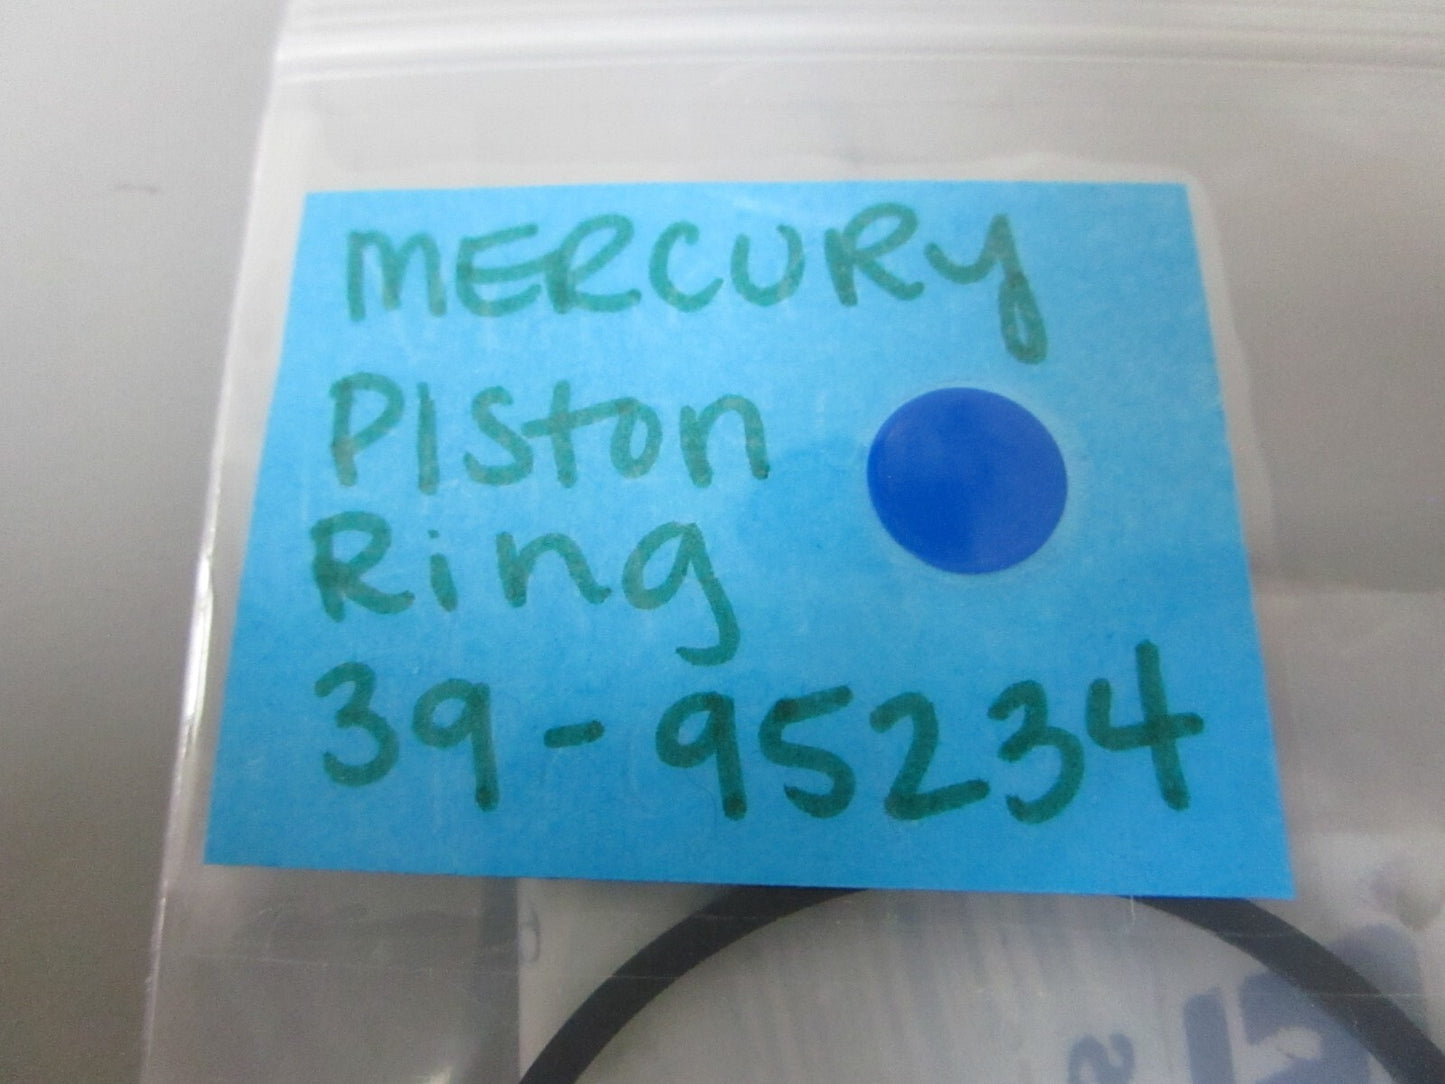 MERCURY
PISton
Ring
39-95234